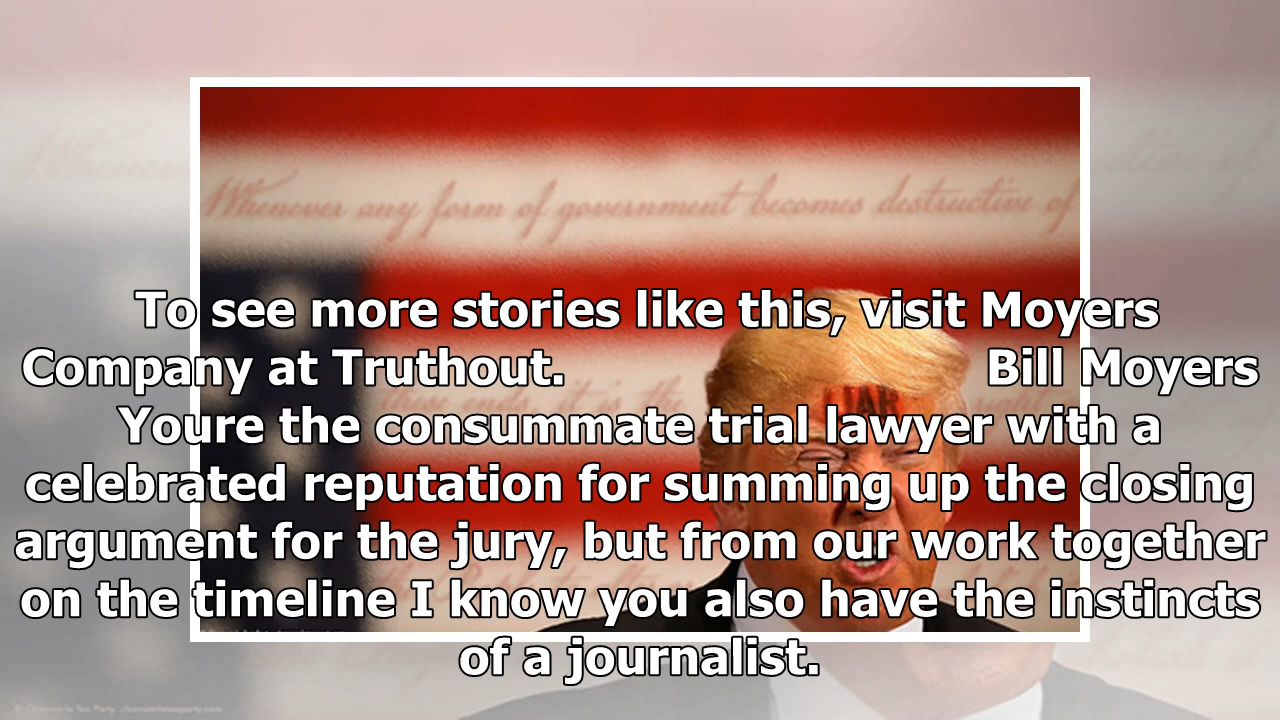 Whenever any form of government becomes destructive of
To see more stories like this, visit Moyers
Company at Truthout. Bill Moyers
LIAR
Youre the consummate trial lawyer with a
celebrated reputation for summing up the closing
argument for the jury, but from our work together
on the timeline I know you also have the instincts
of a journalist.